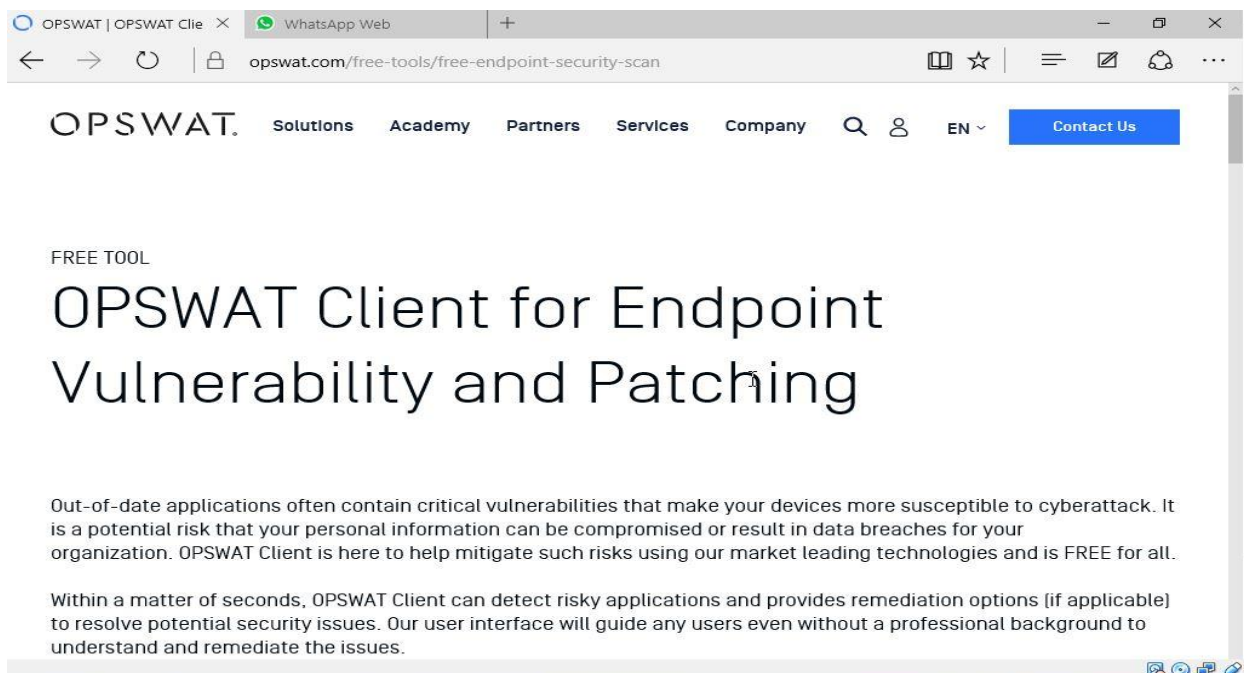 OPSWAT | OPSWAT Clie
WhatsApp Web
opswat.com/free-tools/free-endpoint-security-scan
OPSWAT. Solutions Academy Partners Services Company EN Contact Us
FREE TOOL
OPSWAT Client for Endpoint
Vulnerability and Patching
Out-of-date applications often contain critical vulnerabilities that make your devices more susceptible to cyberattack. It
is a potential risk that your personal information can be compromised or result in data breaches for your
organization. OPSWAT Client is here to help mitigate such risks using our market leading technologies and is FREE for all.
Within a matter of seconds, OPSWAT Client can detect risky applications and provides remediation options (if applicable)
to resolve potential security issues. Our user interface will guide any users even without a professional background to
understand and remediate the issues.